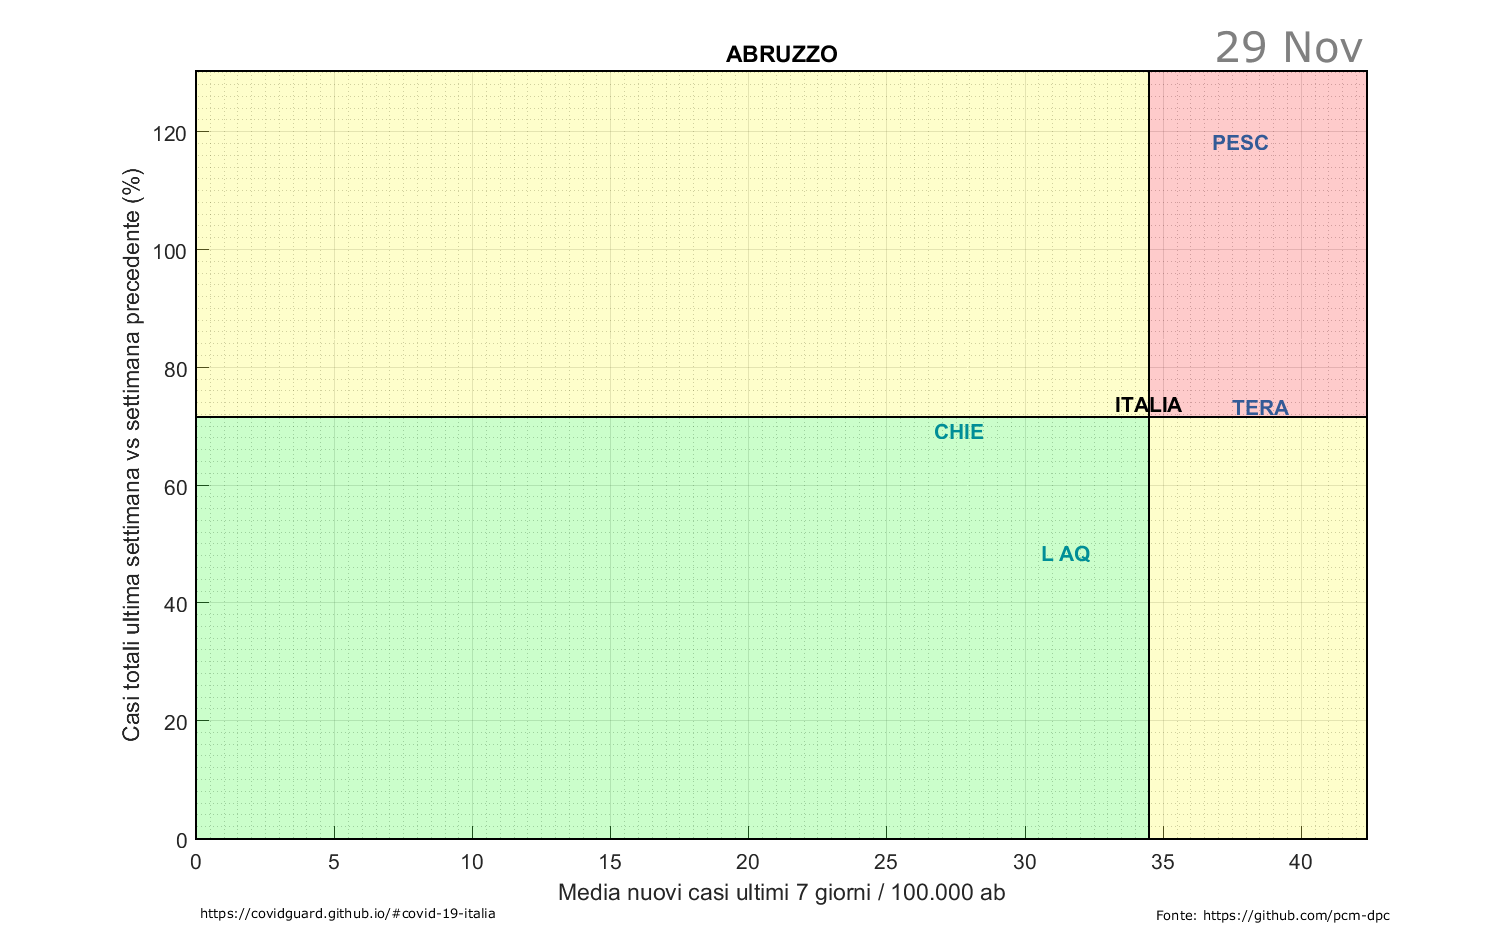 29 Nov
ABRUZZO
120
100
80
60
40
20
0
Casi totali ultima settimana vs settimana precedente (%)
PESC
ITALIA
TERA
CHIE
L AQ
0 5 10 15 20 25 30 35 40
Media nuovi casi ultimi 7 giorni / 100.000 ab
https://covidguard.github.io/#covid-19-italia
Fonte: https://github.com/pcm-dpc